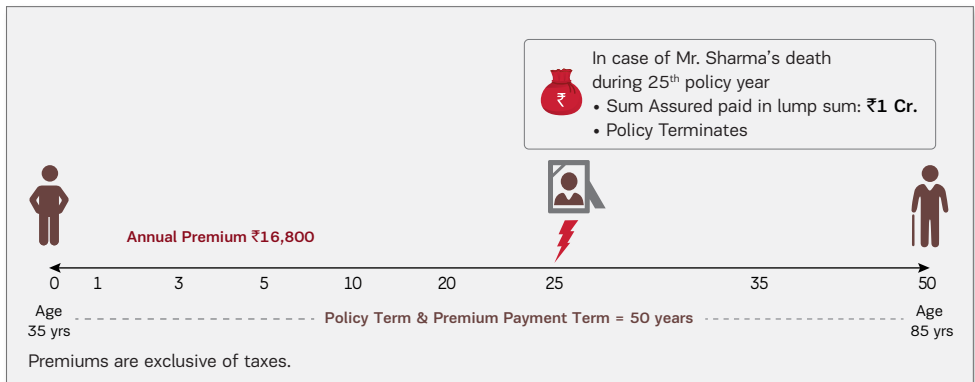 In case of Mr. Sharma's death
during 25th policy year
• Sum Assured paid in lump sum: ₹1 Cr.
• Policy Terminates
₹
Annual Premium ₹16,800
0 1 3 5 10 20 25 35 50
Age
35 yrs
Policy Term & Premium Payment Term = 50 years
Age
85 yrs
Premiums are exclusive of taxes.